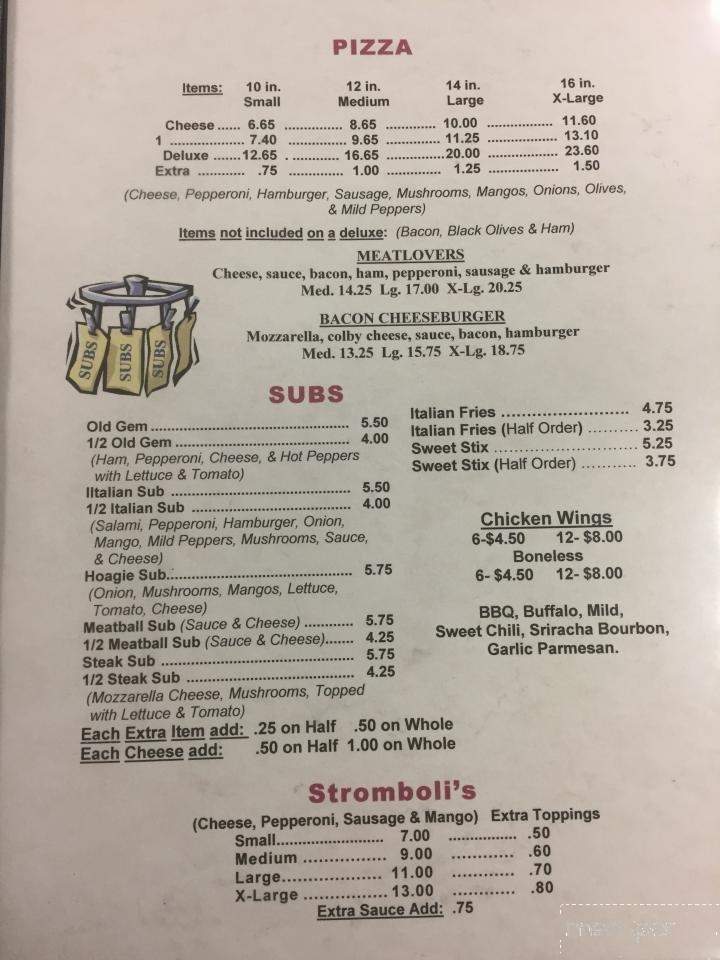 PIZZA
Items: 10 in. 12 in. 14 in. 16 in.
Small Medium Large X-Large
Cheese ...... 6.65 ............... 8.65 ............. 10.00 ................. 11.60
1 .................... 7.40 ............... 9.65 ............. 11.25 ................. 13.10
Deluxe .......12.65 . .............. 16.65 ...............20.00 .................. 23.60
Extra ............ .75 ................ 1.00 ............. 1.25 .................. 1.50
(Cheese, Pepperoni, Hamburger, Sausage, Mushrooms, Mangos, Onions, Olives,
& Mild Peppers)
Items not included on a deluxe: (Bacon, Black Olives & Ham)
MEATLOVERS
Cheese, sauce, bacon, ham, pepperoni, sausage & hamburger
Med. 14.25 Lg. 17.00 X-Lg. 20.25
BACON CHEESEBURGER
Mozzarella, colby cheese, sauce, bacon, hamburger
Med. 13.25 Lg. 15.75 X-Lg. 18.75
SUBS SUBS SUBS
SUBS
Old Gem ................................................... 5.50
1/2 Old Gem ............................................. 4.00
(Ham, Pepperoni, Cheese, & Hot Peppers
with Lettuce & Tomato)
IItalian Sub .............................................. 5.50
1/2 Italian Sub ......................................... 4.00
(Salami, Pepperoni, Hamburger, Onion,
Mango, Mild Peppers, Mushrooms, Sauce,
& Cheese)
Hoagie Sub............................................... 5.75
(Onion, Mushrooms, Mangos, Lettuce,
Tomato, Cheese)
Meatball Sub (Sauce & Cheese) ............ 5.75
1/2 Meatball Sub (Sauce & Cheese)....... 4.25
Steak Sub ................................................. 5.75
1/2 Steak Sub ........................................... 4.25
(Mozzarella Cheese, Mushrooms, Topped
with Lettuce & Tomato)
Each Extra Item add: .25 on Half .50 on Whole
Each Cheese add: .50 on Half 1.00 on Whole
Italian Fries .......................... 4.75
Italian Fries (Half Order) .......... 3.25
Sweet Stix ............................. 5.25
Sweet Stix (Half Order) ........... 3.75
Chicken Wings
6-$4.50 12- $8.00
Boneless
6- $4.50 12- $8.00
BBQ, Buffalo, Mild,
Sweet Chili, Sriracha Bourbon,
Garlic Parmesan.
Stromboli's
(Cheese, Pepperoni, Sausage & Mango) Extra Toppings
Small.......................... 7.00 ................ .50
Medium .................... 9.00 ............... .60
Large........................ 11.00 ............... .70
X-Large .................... 13.00 ............... .80
Extra Sauce Add: .75